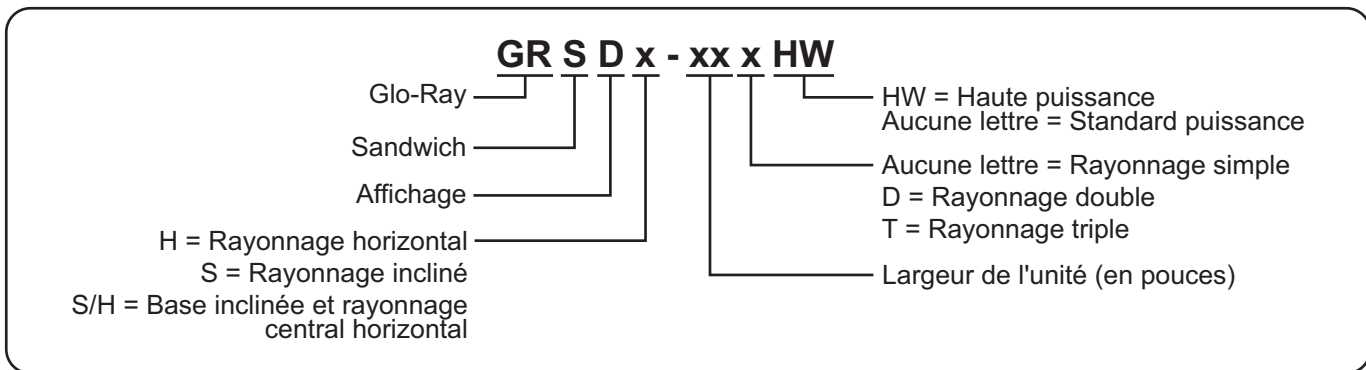 GR S D x - xx x HW
Glo-Ray
Sandwich
Affichage
H = Rayonnage horizontal
S = Rayonnage incliné
S/H = Base inclinée et rayonnage
central horizontal
HW = Haute puissance
Aucune lettre = Standard puissance
Aucune lettre = Rayonnage simple
D = Rayonnage double
T = Rayonnage triple
Largeur de l'unité (en pouces)